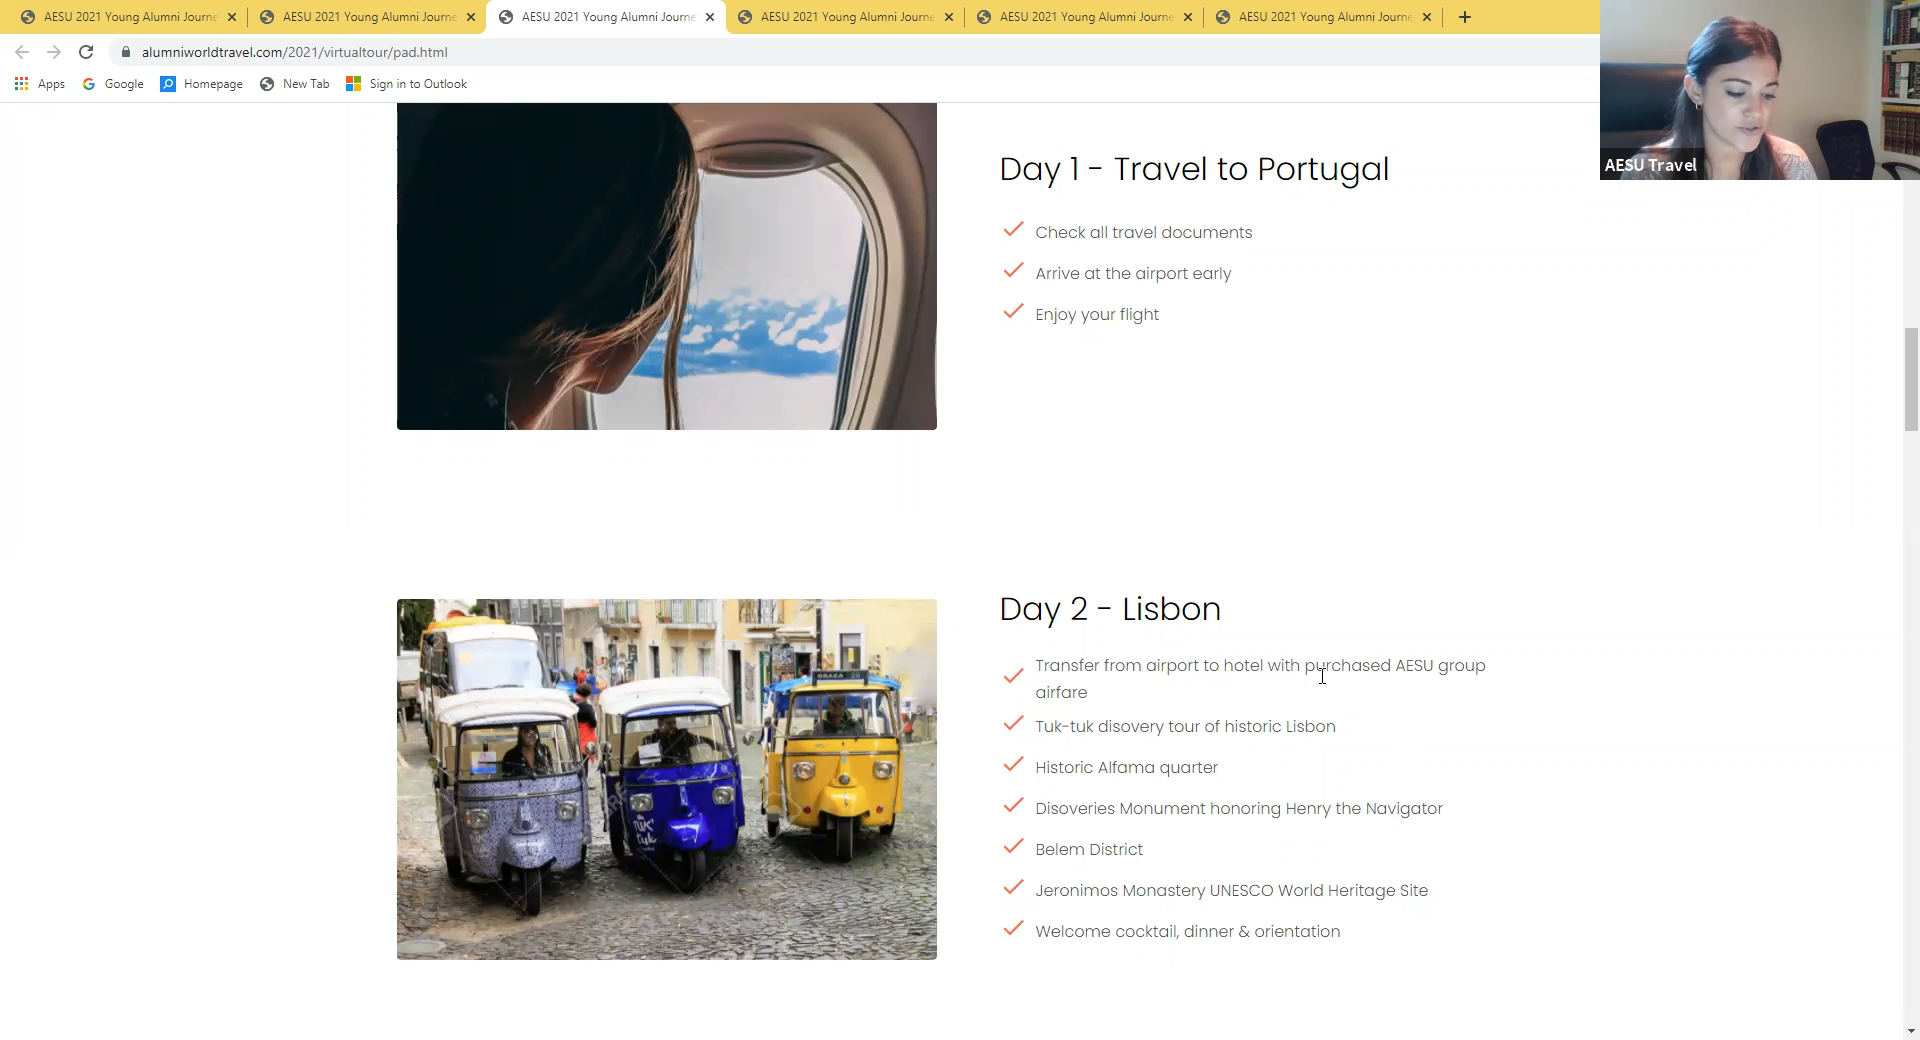 AESU 2021 Young Alumni Journe
AESU 2021 Young Alumni Journe
AESU 2021 Young Alumni Journe
AESU 2021 Young Alumni Journe
AESU 2021 Young Alumni Journe
AESU 2021 Young Alumni Journe
alumniworldtravel.com/2021/virtualtour/pad.html
Apps
Google
Homepage
New Tab
Sign in to Outlook
AESU Travel
Day 1 - Travel to Portugal
Check all travel documents
Arrive at the airport early
Enjoy your flight
Day 2 - Lisbon
Transfer from airport to hotel with purchased AESU group
airfare
Tuk-tuk disovery tour of historic Lisbon
Historic Alfama quarter
Disoveries Monument honoring Henry the Navigator
Belem District
Jeronimos Monastery UNESCO World Heritage Site
Welcome cocktail, dinner & orientation